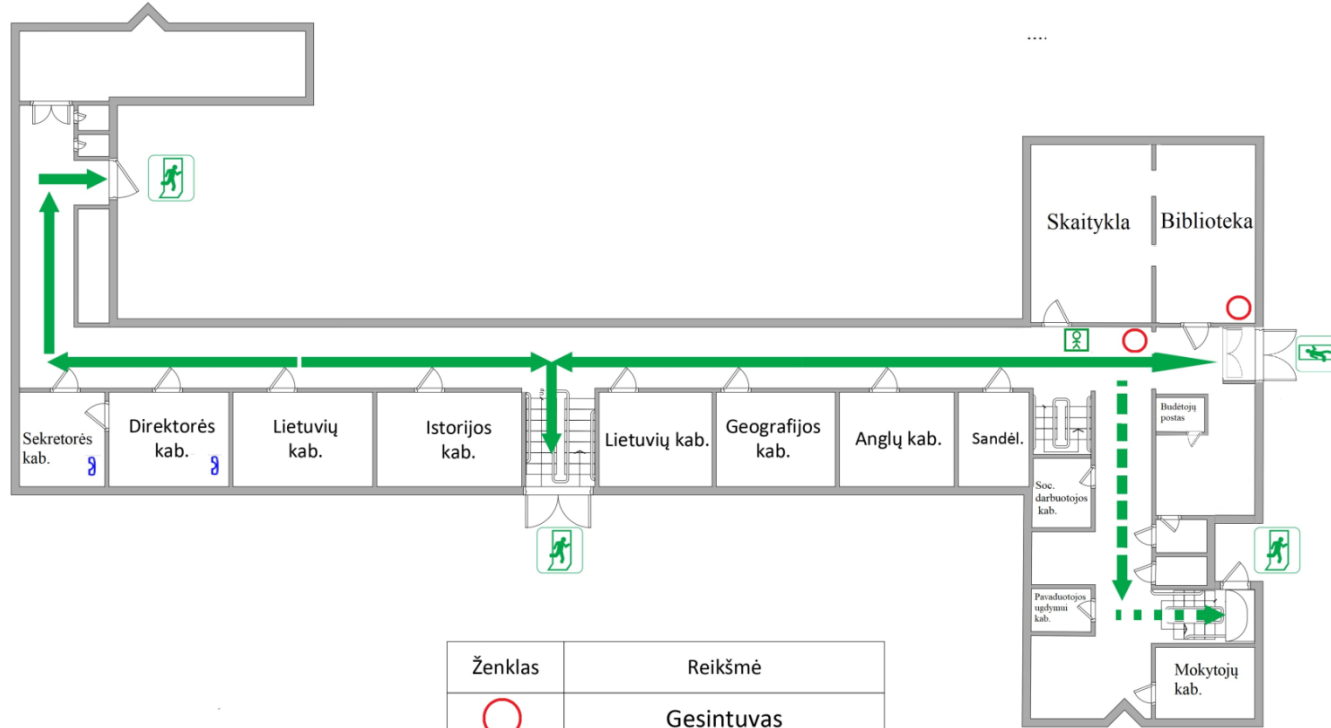 ....
Skaitykla
Biblioteka
Sekretorės
kab.
Direktorės
kab.
Lietuvių
kab.
Istorijos
kab.
Lietuvių kab.
Geografijos
kab.
Anglų kab.
Sandėl.
Budėtojų
postas
Soc.
darbuotojos
kab.
Pavaduotojos
ugdymui
kab.
Mokytojų
kab.
Ženklas Reikšmė
Gesintuvas